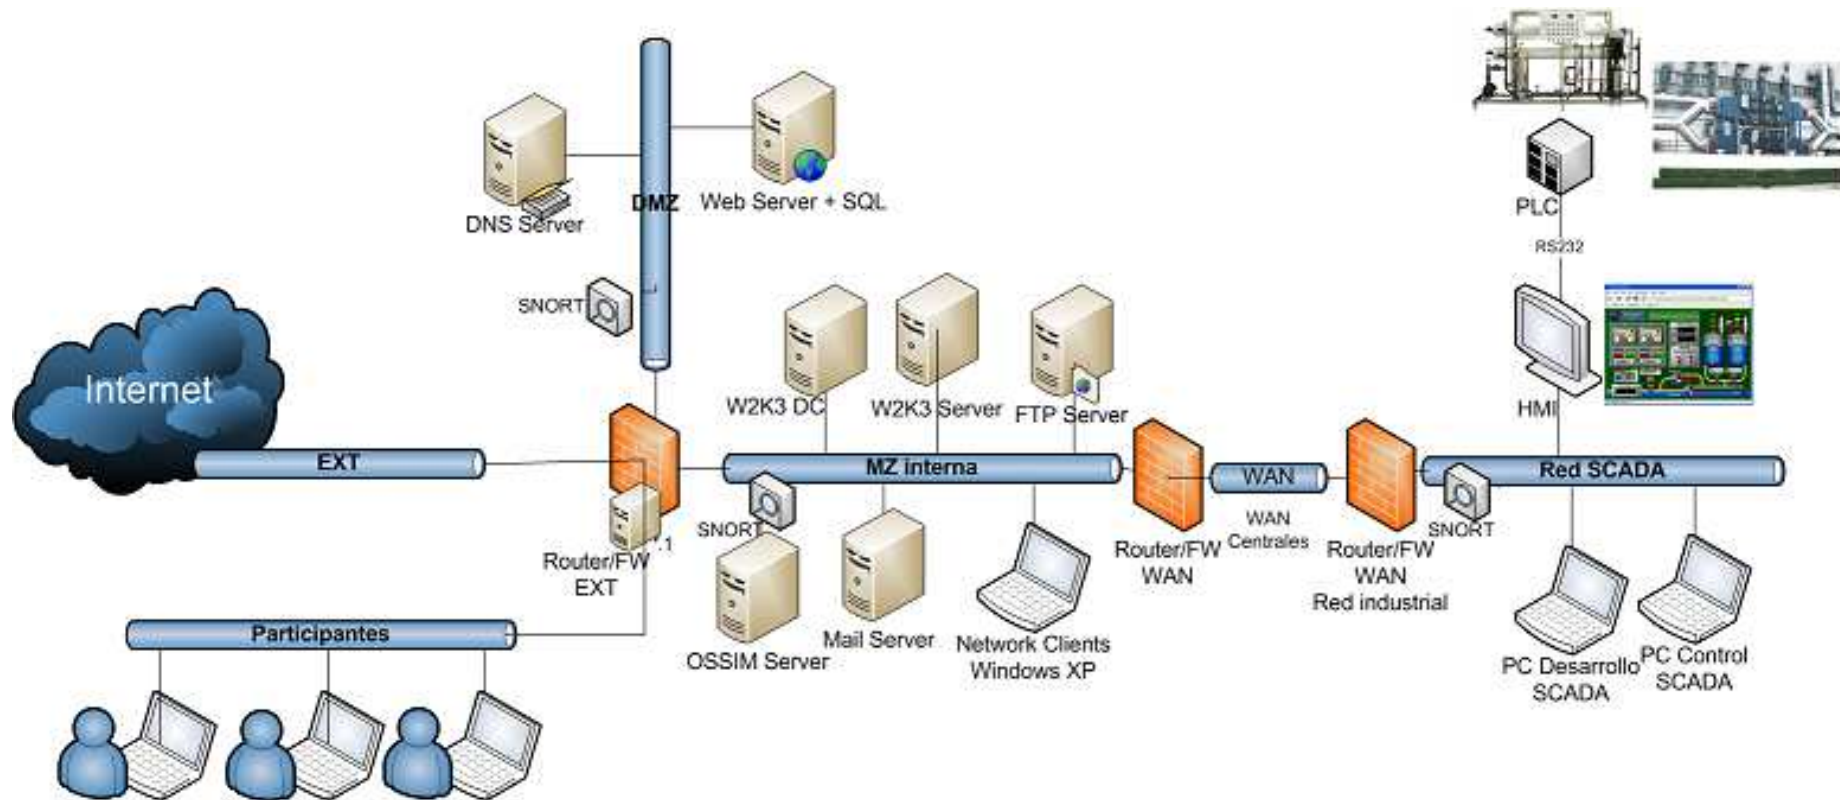 DMZ
DNS Server
Web Server + SQL
SNORT
Internet
EXT
W2K3 DC
W2K3 Server
FTP Server
MZ interna
SNORT
.1
Router/FW
EXT
OSSIM Server
Mail Server
Network Clients
Windows XP
Router/FW
WAN
WAN
WAN
Centrales
Router/FW
WAN
Red industrial
Red SCADA
SNORT
PLC
RS232
HMI
PC Desarrollo
SCADA
PC Control
SCADA
Participantes